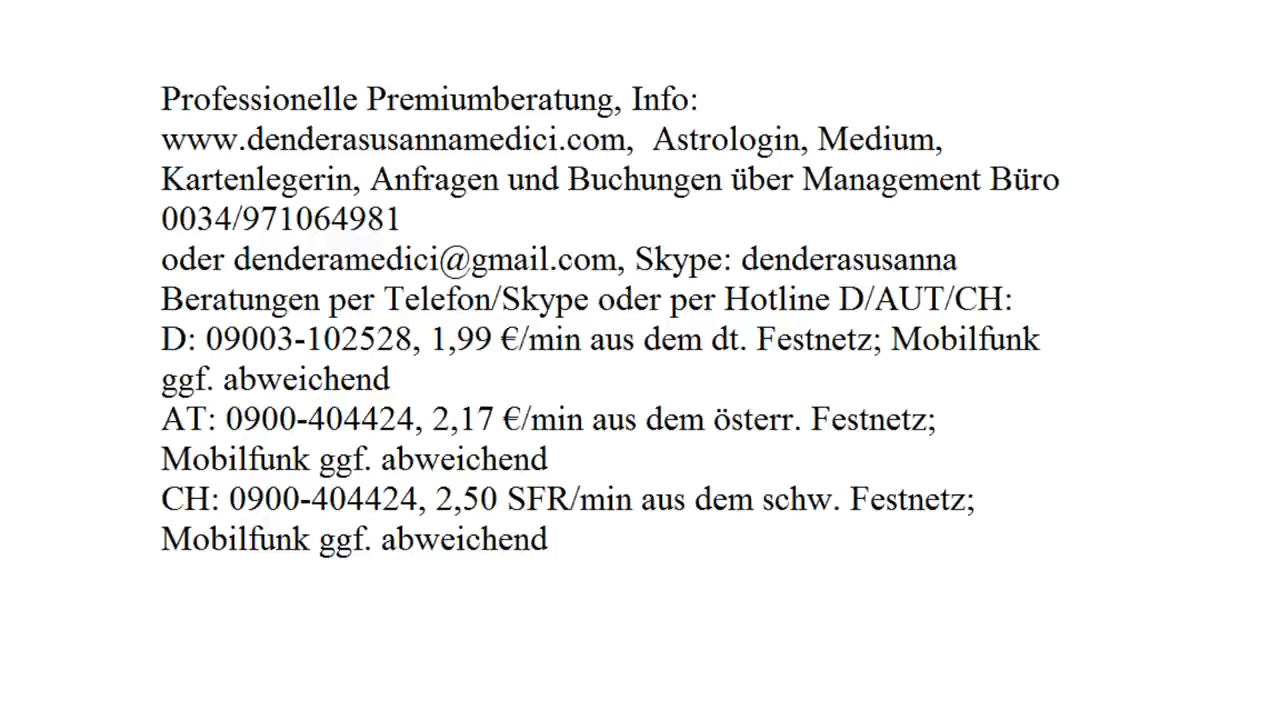 Professionelle Premiumberatung, Info:
www.denderasusannamedici.com,  Astrologin, Medium,
Kartenlegerin, Anfragen und Buchungen über Management Büro
0034/971064981
oder denderamedici@gmail.com, Skype: denderasusanna
Beratungen per Telefon/Skype oder per Hotline D/AUT/CH:
D: 09003-102528, 1,99 €/min aus dem dt. Festnetz; Mobilfunk
ggf. abweichend
AT: 0900-404424, 2,17 €/min aus dem österr. Festnetz;
Mobilfunk ggf. abweichend
CH: 0900-404424, 2,50 SFR/min aus dem schw. Festnetz;
Mobilfunk ggf. abweichend